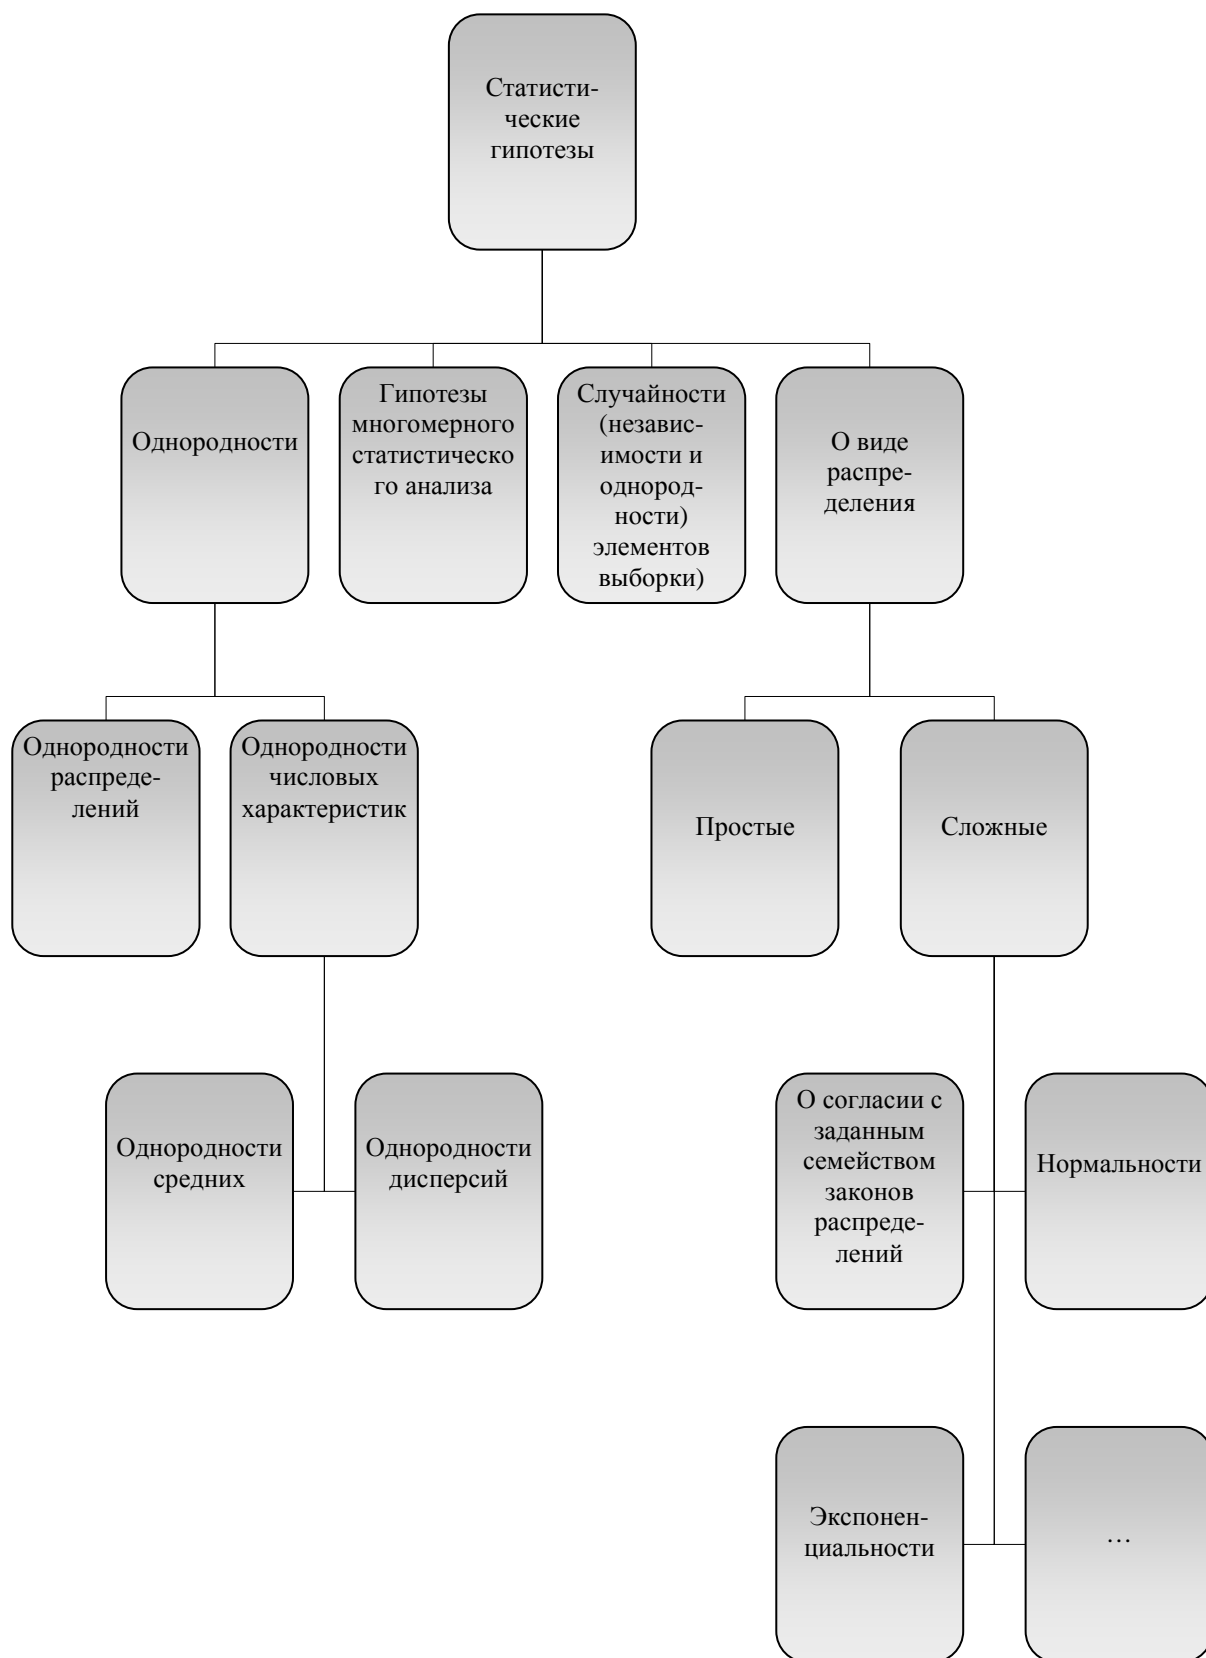 Статисти-
ческие
гипотезы
Однородности
Гипотезы
многомерного
статистическо
го анализа
Случайности
(независ-
имости и
однород-
ности)
элементов
выборки)
О виде
распре-
деления
Однородности
распреде-
лений
Однородности
числовых
характеристик
Простые
Сложные
Однородности
средних
Однородности
дисперсий
О согласии с
заданным
семейством
законов
распреде-
лений
Нормальности
Экспонен-
циальности
…